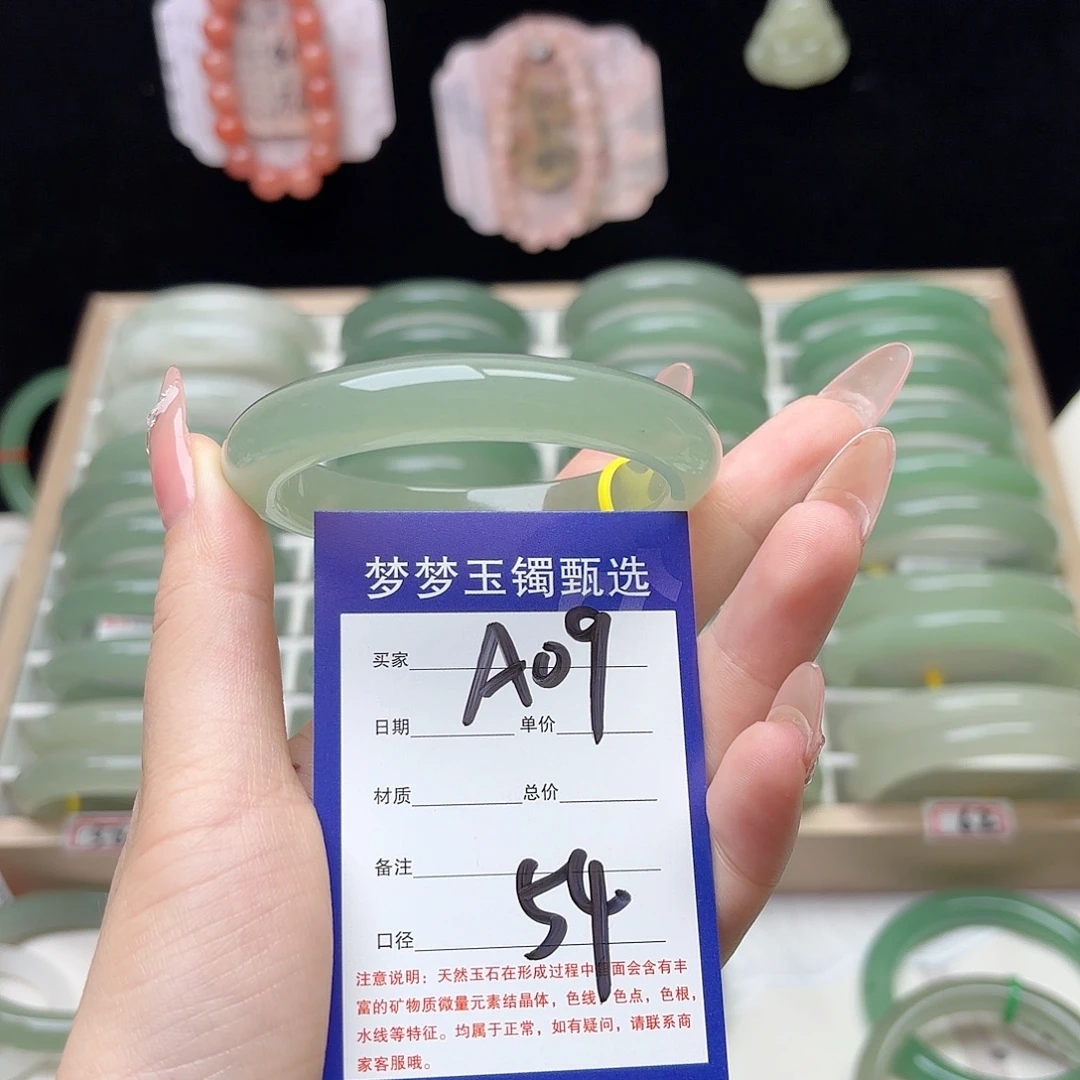 梦梦玉镯甄选
买家 A09
日期 单价
材质 总价
备注
口径 54
注意说明：天然玉石在形成过程中 面会含有丰
富的矿物质微量元素结晶体，色线，色点，色根，
水线等特征。均属于正常，如有疑问，请联系商
家客服哦。